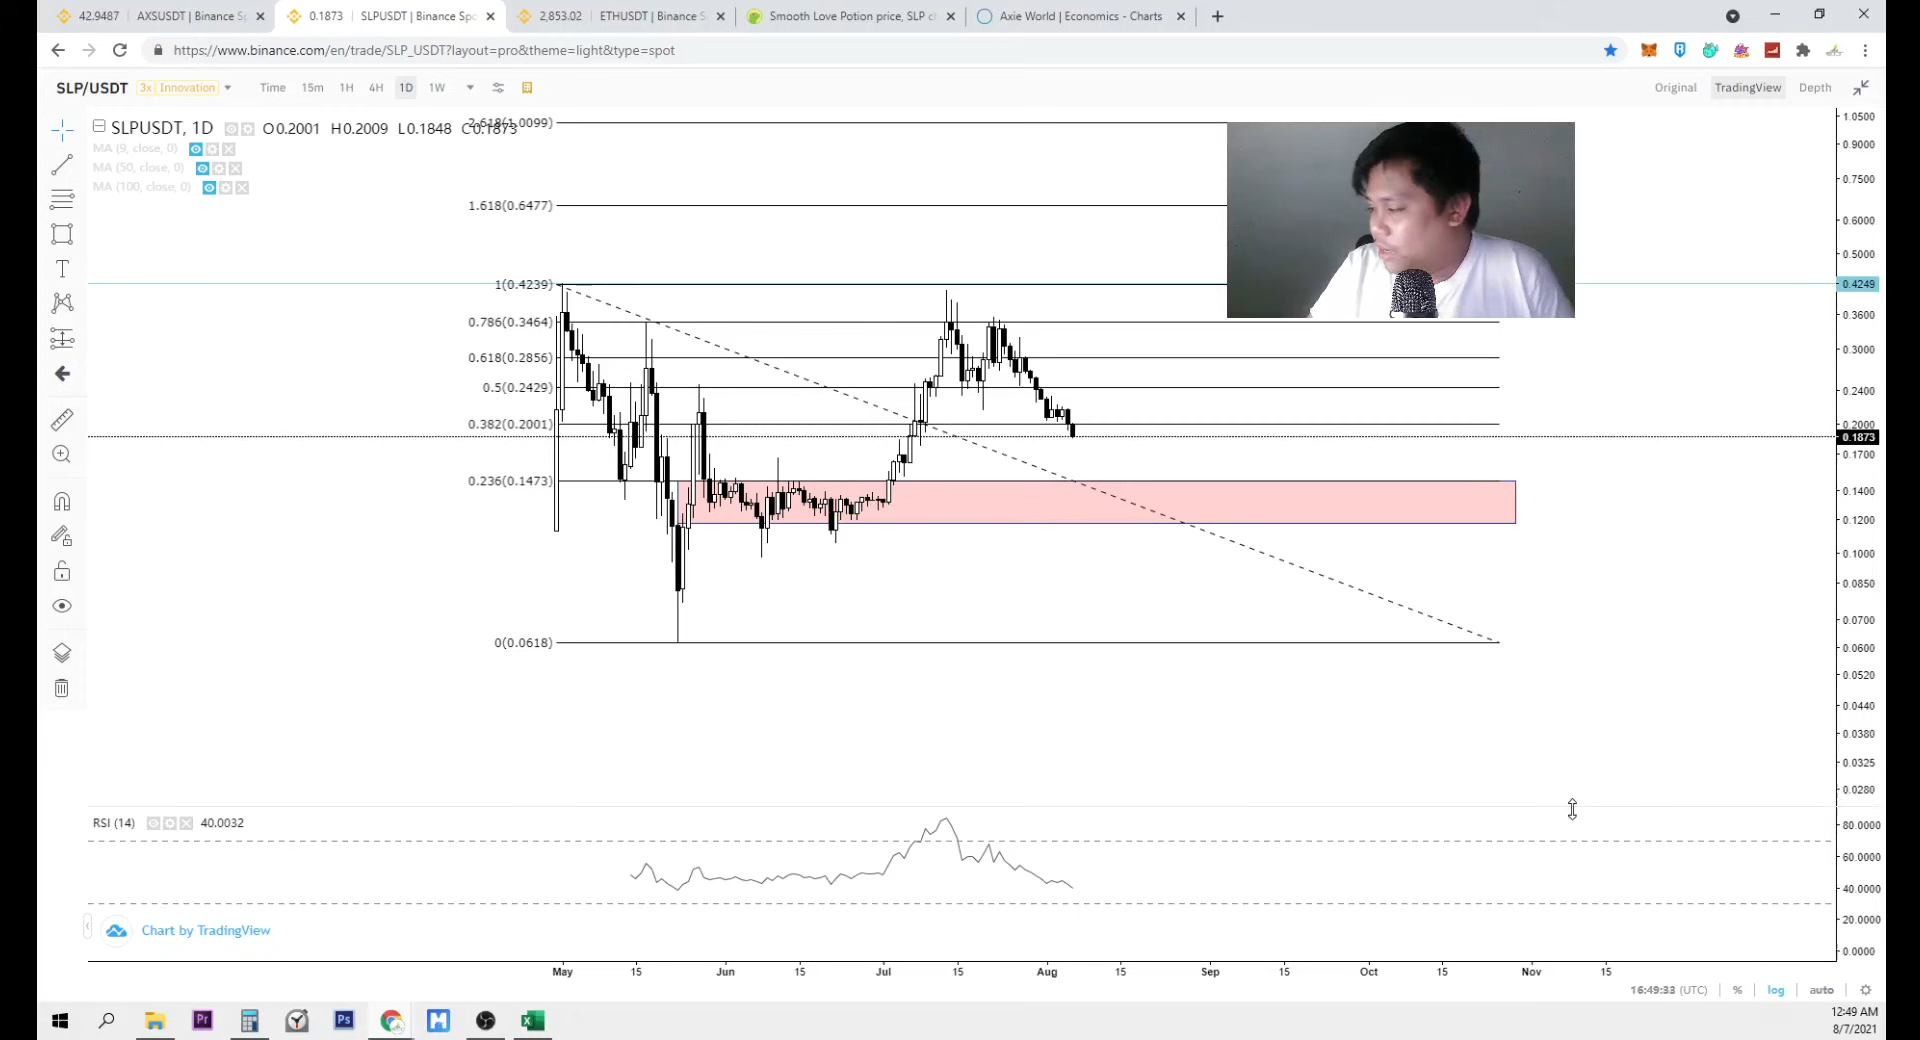 42.9487 | AXSUSDT | Binance Sp
0.1873 | SLPUSDT | Binance Spo
2,853.02 | ETHUSDT | Binance S
Smooth Love Potion price, SLP c
Axie World | Economics - Charts
https://www.binance.com/en/trade/SLP_USDT?layout=pro&theme=light&type=spot
SLP/USDT 3x Innovation Time 15m 1H 4H 1D 1W Original TradingView Depth
SLPUSDT, 1D O0.2001 H0.2009 L0.1848 C0.1873
MA (9, close, 0)
MA (50, close, 0)
MA (100, close, 0)
2.618(1.0099)
1.618(0.6477)
1(0.4239)
0.786(0.3464)
0.618(0.2856)
0.5(0.2429)
0.382(0.2001)
0.236(0.1473)
0(0.0618)
1.0500
0.9000
0.7500
0.6000
0.5000
0.4249
0.3600
0.3000
0.2400
0.2000
0.1873
0.1700
0.1400
0.1200
0.1000
0.0850
0.0700
0.0600
0.0520
0.0440
0.0380
0.0325
0.0280
RSI (14) 40.0032
80.0000
60.0000
40.0000
20.0000
0.0000
Chart by TradingView
May 15 Jun 15 Jul 15 Aug 15 Sep 15 Oct 15 Nov 15
16:49:33 (UTC) % log auto
Pr
Ps
12:49 AM
8/7/2021